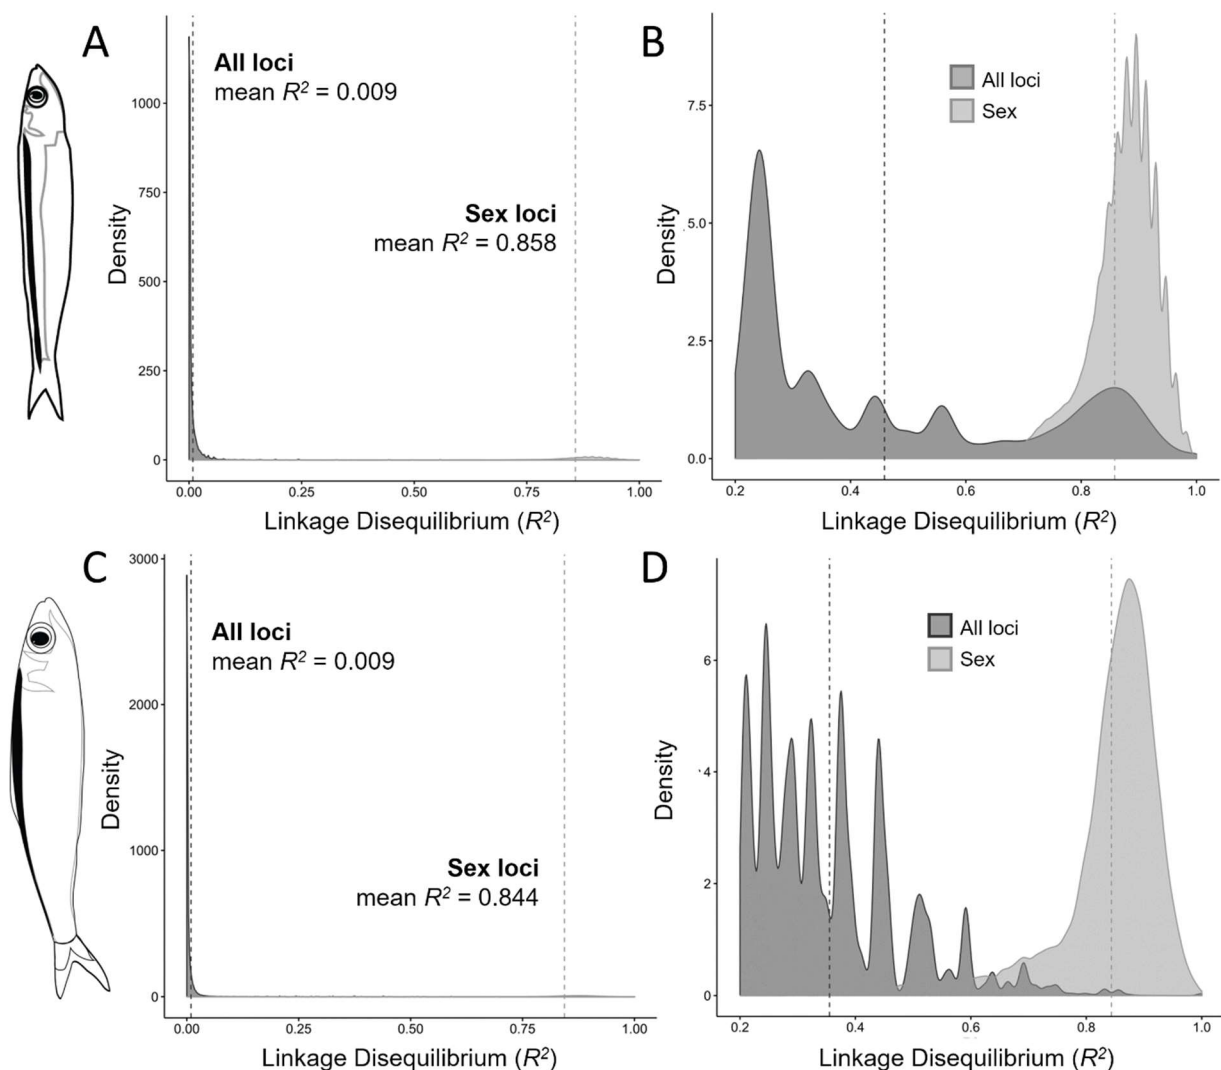 A
All loci
mean R² = 0.009
Sex loci
mean R² = 0.858
1000
750
500
250
0
Density
0.00 0.25 0.50 0.75 1.00
Linkage Disequilibrium (R²)
B
All loci
Sex
7.5
5.0
2.5
0.0
Density
0.2 0.4 0.6 0.8 1.0
Linkage Disequilibrium (R²)
C
All loci
mean R² = 0.009
Sex loci
mean R² = 0.844
3000
2000
1000
0
Density
0.00 0.25 0.50 0.75 1.00
Linkage Disequilibrium (R²)
D
All loci
Sex
6
4
2
0
Density
0.2 0.4 0.6 0.8 1.0
Linkage Disequilibrium (R²)